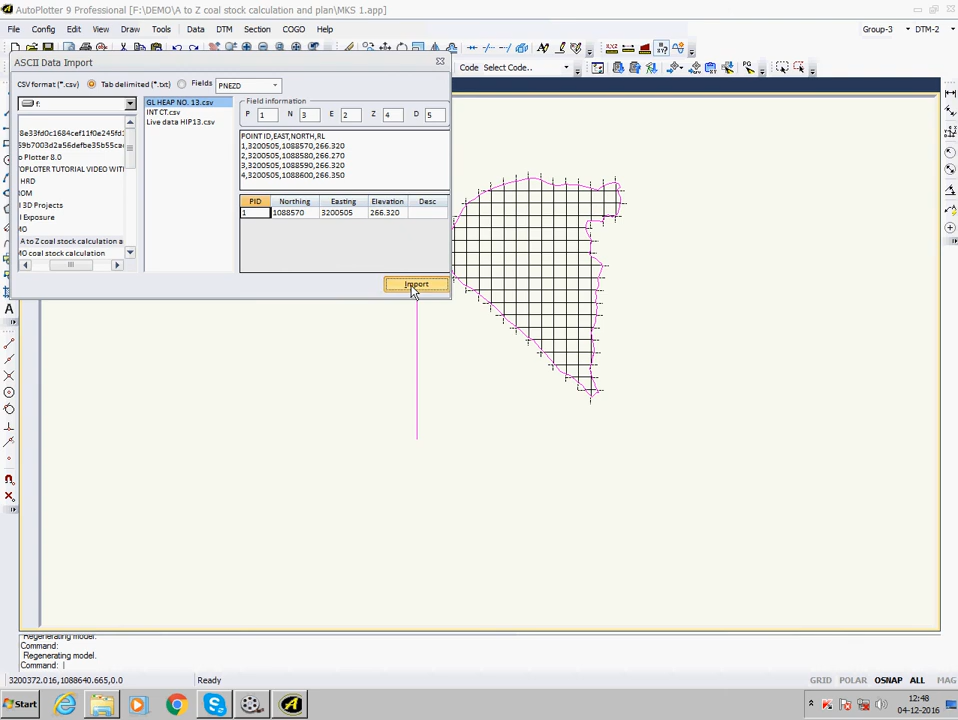 AutoPlotter 9 Professional [F:\DEMO\A to Z coal stock calculation and plan\MKS 1.app]
File Config Edit View Draw Tools Data DTM Section COGO Help
Group-3 DTM-2
ASCII Data Import
CSV format (*.csv) Tab delimited (*.txt) Fields PNEZD
f:
GL HEAP NO. 13.csv
INT CT.csv
Live data HIP13.csv
8e33fd0c1684cef11f0e245fd
o Plotter 8.0
OPLOTER TUTORIAL VIDEO WITH
HRD
ROM
I 3D Projects
I Exposure
MO
A to Z coal stock calculation a
MO coal stock calculation
Field information
P 1 N 3 E 2 Z 4 D 5
POINT ID,EAST,NORTH,RL
1,3200505,1088570,266.320
2,3200505,1088580,266.270
3,3200505,1088590,266.320
4,3200505,1088600,266.350
PID Northing Easting Elevation Desc
1 1088570 3200505 266.320
Import
Code Select Code..
PG
Regenerating model.
Command:
Regenerating model.
Command:
3200372.016,1088640.665,0.0 Ready
GRID POLAR OSNAP ALL MAG
Start
12:48
04-12-2016